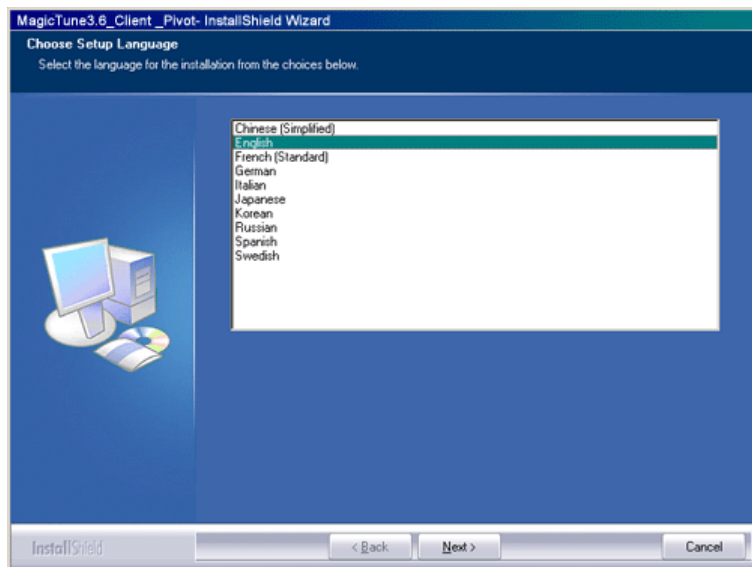 MagicTune3.6_Client _Pivot- InstallShield Wizard
Choose Setup Language
Select the language for the installation from the choices below.
Chinese (Simplified)
English
French (Standard)
German
Italian
Japanese
Korean
Russian
Spanish
Swedish
InstallShield
< Back
Next >
Cancel